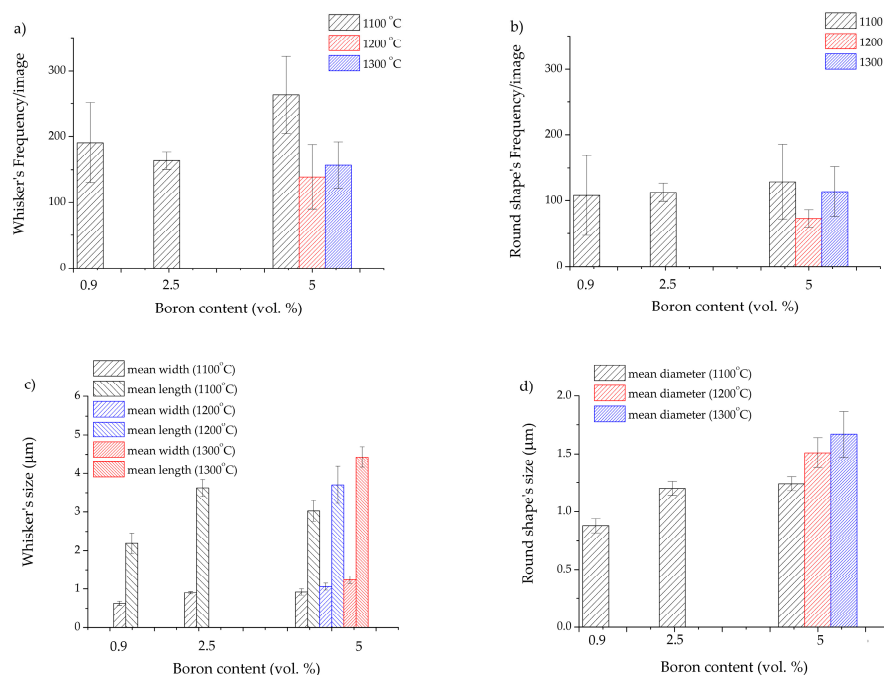 a)
1100 °C
1200 °C
1300 °C
Whisker's Frequency/image
300
200
100
0
0.9
2.5
5
Boron content (vol. %)
b)
1100
1200
1300
Round shape's Frequency/image
300
200
100
0
0.9
2.5
5
Boron content (vol. %)
c)
mean width (1100°C)
mean length (1100°C)
mean width (1200°C)
mean length (1200°C)
mean width (1300°C)
mean length (1300°C)
Whisker's size (µm)
6
5
4
3
2
1
0
0.9
2.5
5
Boron content (vol. %)
d)
mean diameter (1100°C)
mean diameter (1200°C)
mean diameter (1300°C)
Round shape's size (µm)
2.0
1.5
1.0
0.5
0.0
0.9
2.5
5
Boron content (vol. %)